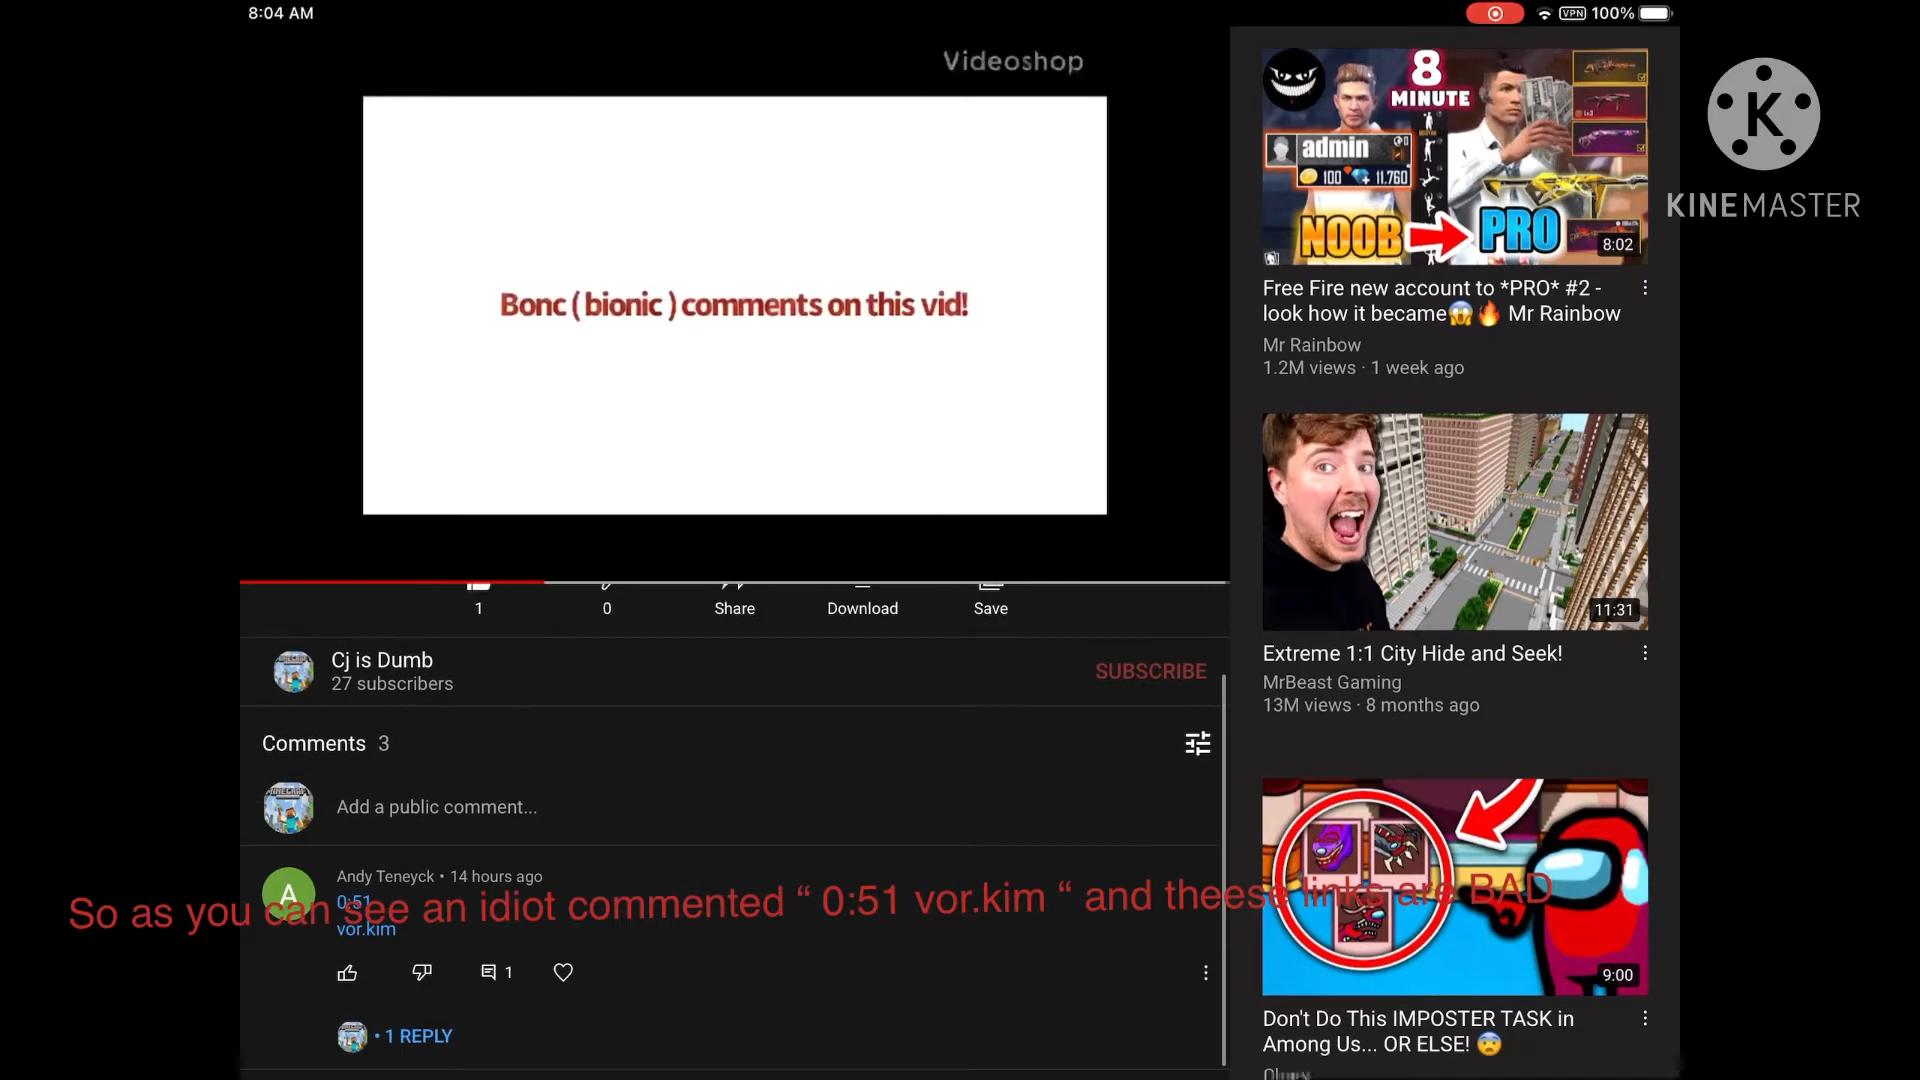 8:04 AM
VPN 100%
Videoshop
Bonc ( bionic ) comments on this vid!
1
0
Share
Download
Save
Cj is Dumb
27 subscribers
SUBSCRIBE
Comments 3
Add a public comment...
Andy Teneyck • 14 hours ago
0:51
vor.kim
A
So as you can see an idiot commented “ 0:51 vor.kim “ and theese links are BAD
1
• 1 REPLY
8
MINUTE
admin
100
11.760
NOOB
PRO
8:02
Free Fire new account to *PRO* #2 -
look how it became😱🔥 Mr Rainbow
Mr Rainbow
1.2M views · 1 week ago
11:31
Extreme 1:1 City Hide and Seek!
MrBeast Gaming
13M views · 8 months ago
9:00
Don't Do This IMPOSTER TASK in
Among Us... OR ELSE! 😨
K
KINEMASTER